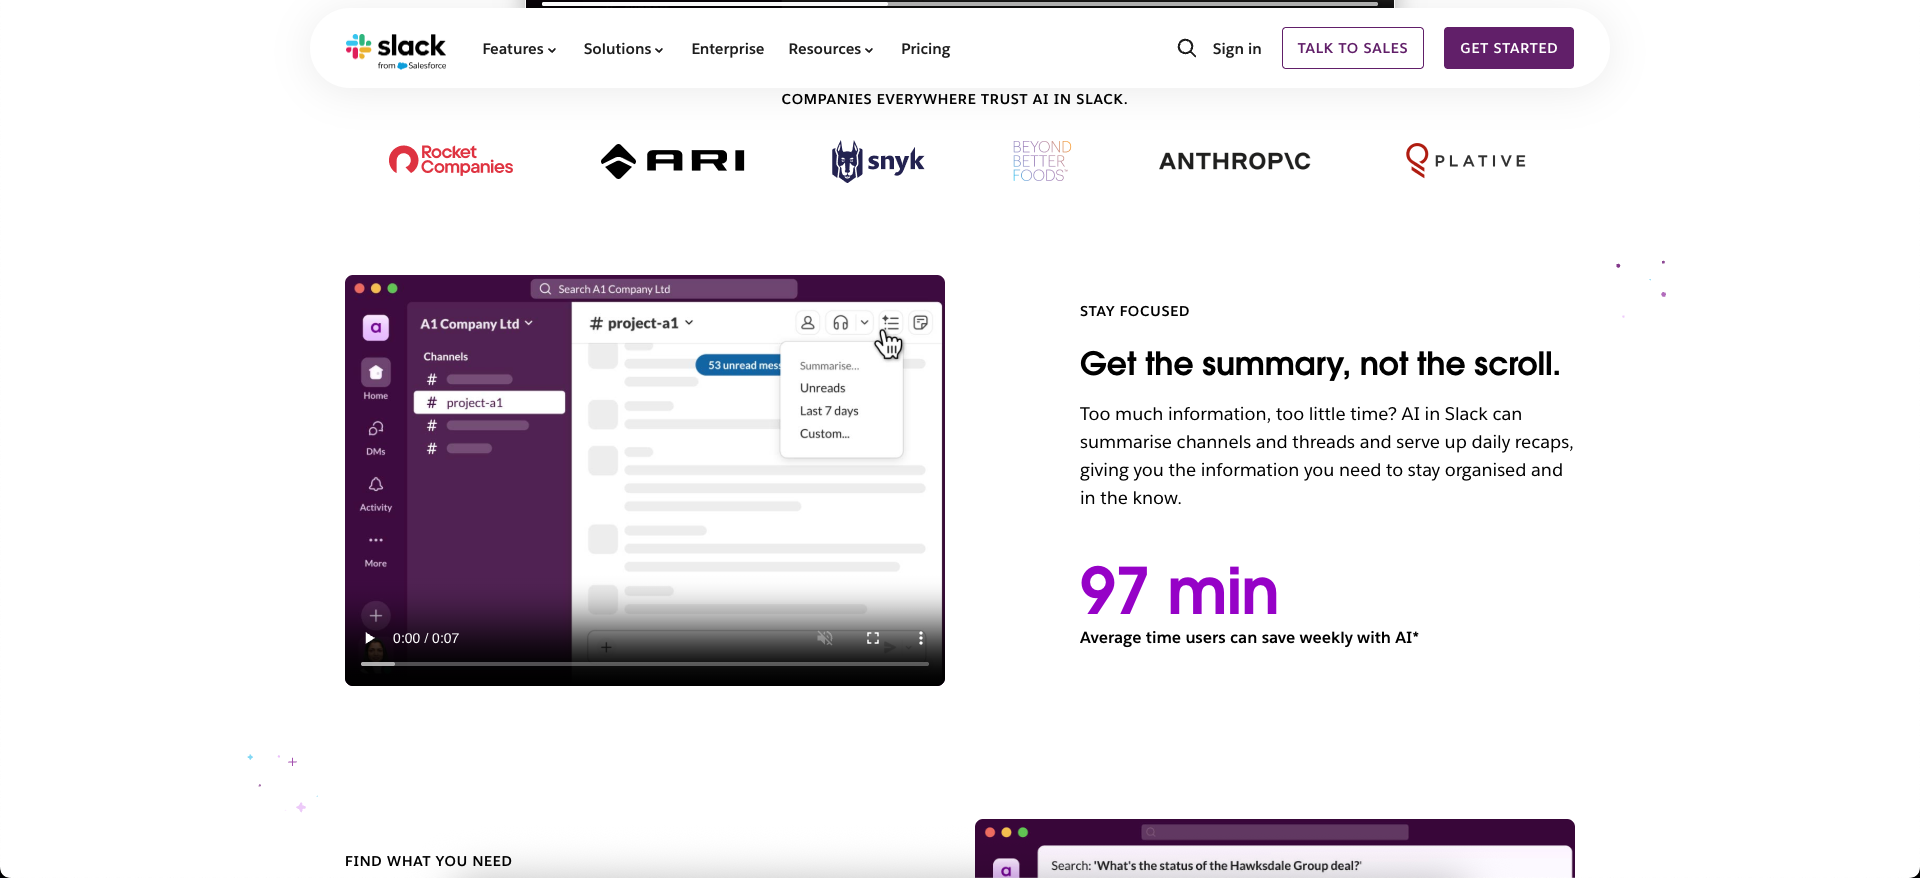 slack
from Salesforce
Features
Solutions
Enterprise
Resources
Pricing
Sign in
TALK TO SALES
GET STARTED
COMPANIES EVERYWHERE TRUST AI IN SLACK.
Rocket
Companies
ARI
snyk
BEYOND
BETTER
FOODS™
ANTHROP\C
PLATIVE
Search A1 Company Ltd
a
A1 Company Ltd
# project-a1
Channels
#
# project-a1
#
#
Home
DMs
Activity
More
53 unread mess
Summarise...
Unreads
Last 7 days
Custom...
0:00 / 0:07
STAY FOCUSED
Get the summary, not the scroll.
Too much information, too little time? AI in Slack can
summarise channels and threads and serve up daily recaps,
giving you the information you need to stay organised and
in the know.
97 min
Average time users can save weekly with AI*
FIND WHAT YOU NEED
a
Search: 'What's the status of the Hawksdale Group deal?'